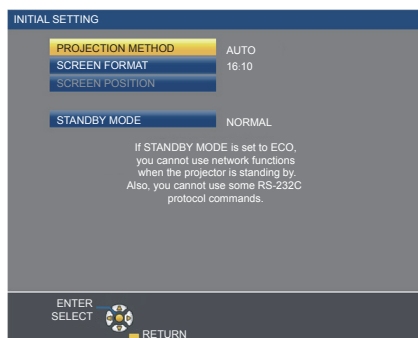 INITIAL SETTING
PROJECTION METHOD AUTO
SCREEN FORMAT 16:10
SCREEN POSITION
STANDBY MODE NORMAL
If STANDBY MODE is set to ECO,
you cannot use network functions
when the projector is standing by.
Also, you cannot use some RS-232C
protocol commands.
ENTER
SELECT
RETURN